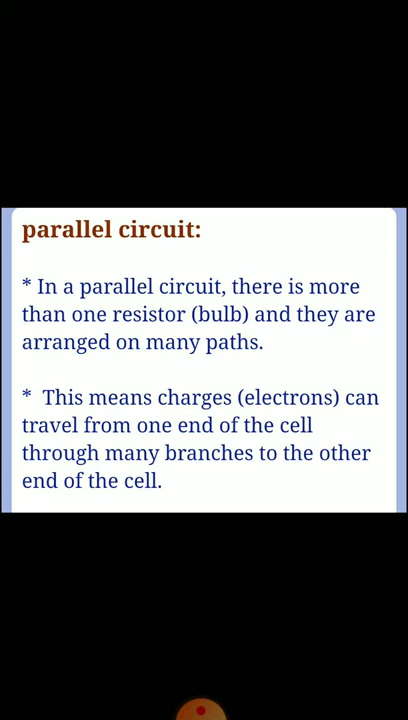 parallel circuit:
* In a parallel circuit, there is more
than one resistor (bulb) and they are
arranged on many paths.
* This means charges (electrons) can
travel from one end of the cell
through many branches to the other
end of the cell.